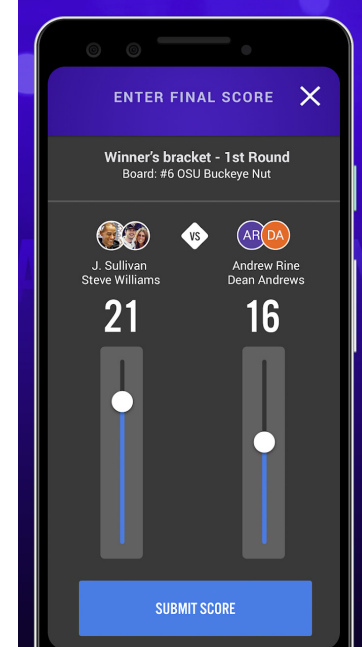 ENTER FINAL SCORE
Winner's bracket - 1st Round
Board: #6 OSU Buckeye Nut
VS
AR DA
J. Sullivan
Steve Williams
Andrew Rine
Dean Andrews
21
16
SUBMIT SCORE